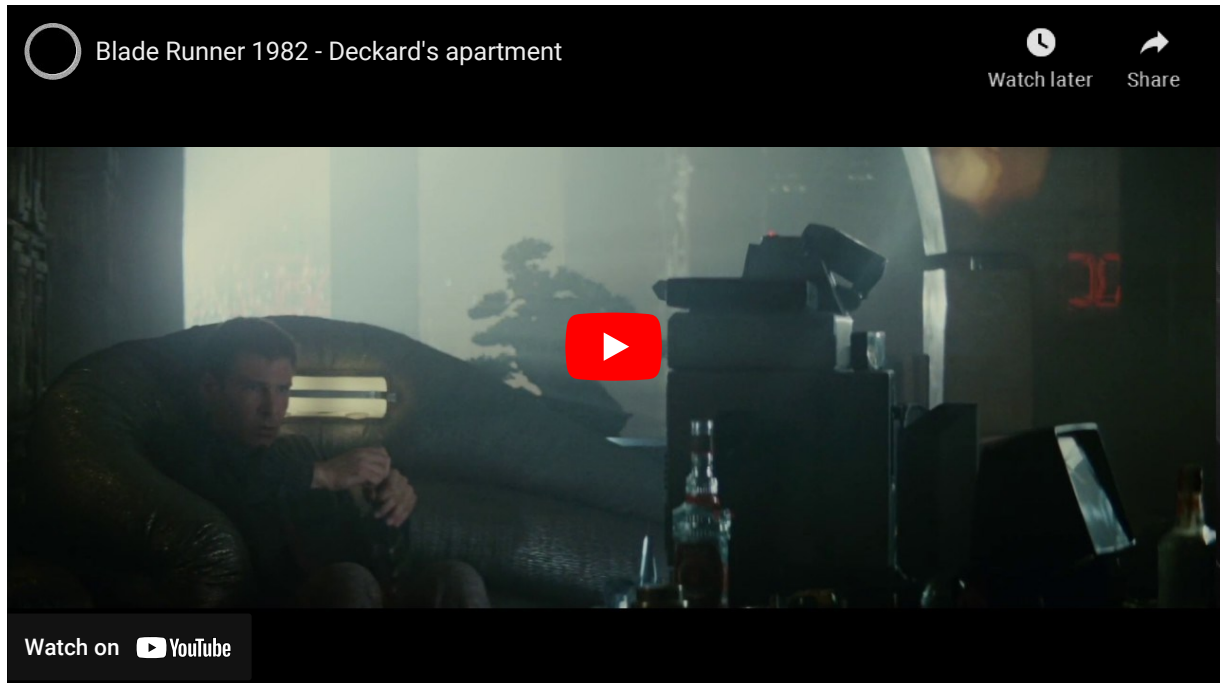 Blade Runner 1982 - Deckard's apartment
Watch later
Share
Watch on YouTube